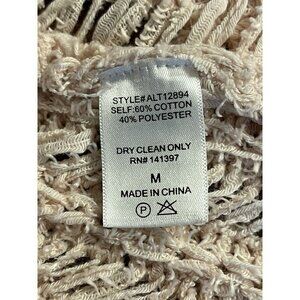 STYLE# ALT12894
SELF:60% COTTON
40% POLYESTER
DRY CLEAN ONLY
RN# 141397
M
MADE IN CHINA
P